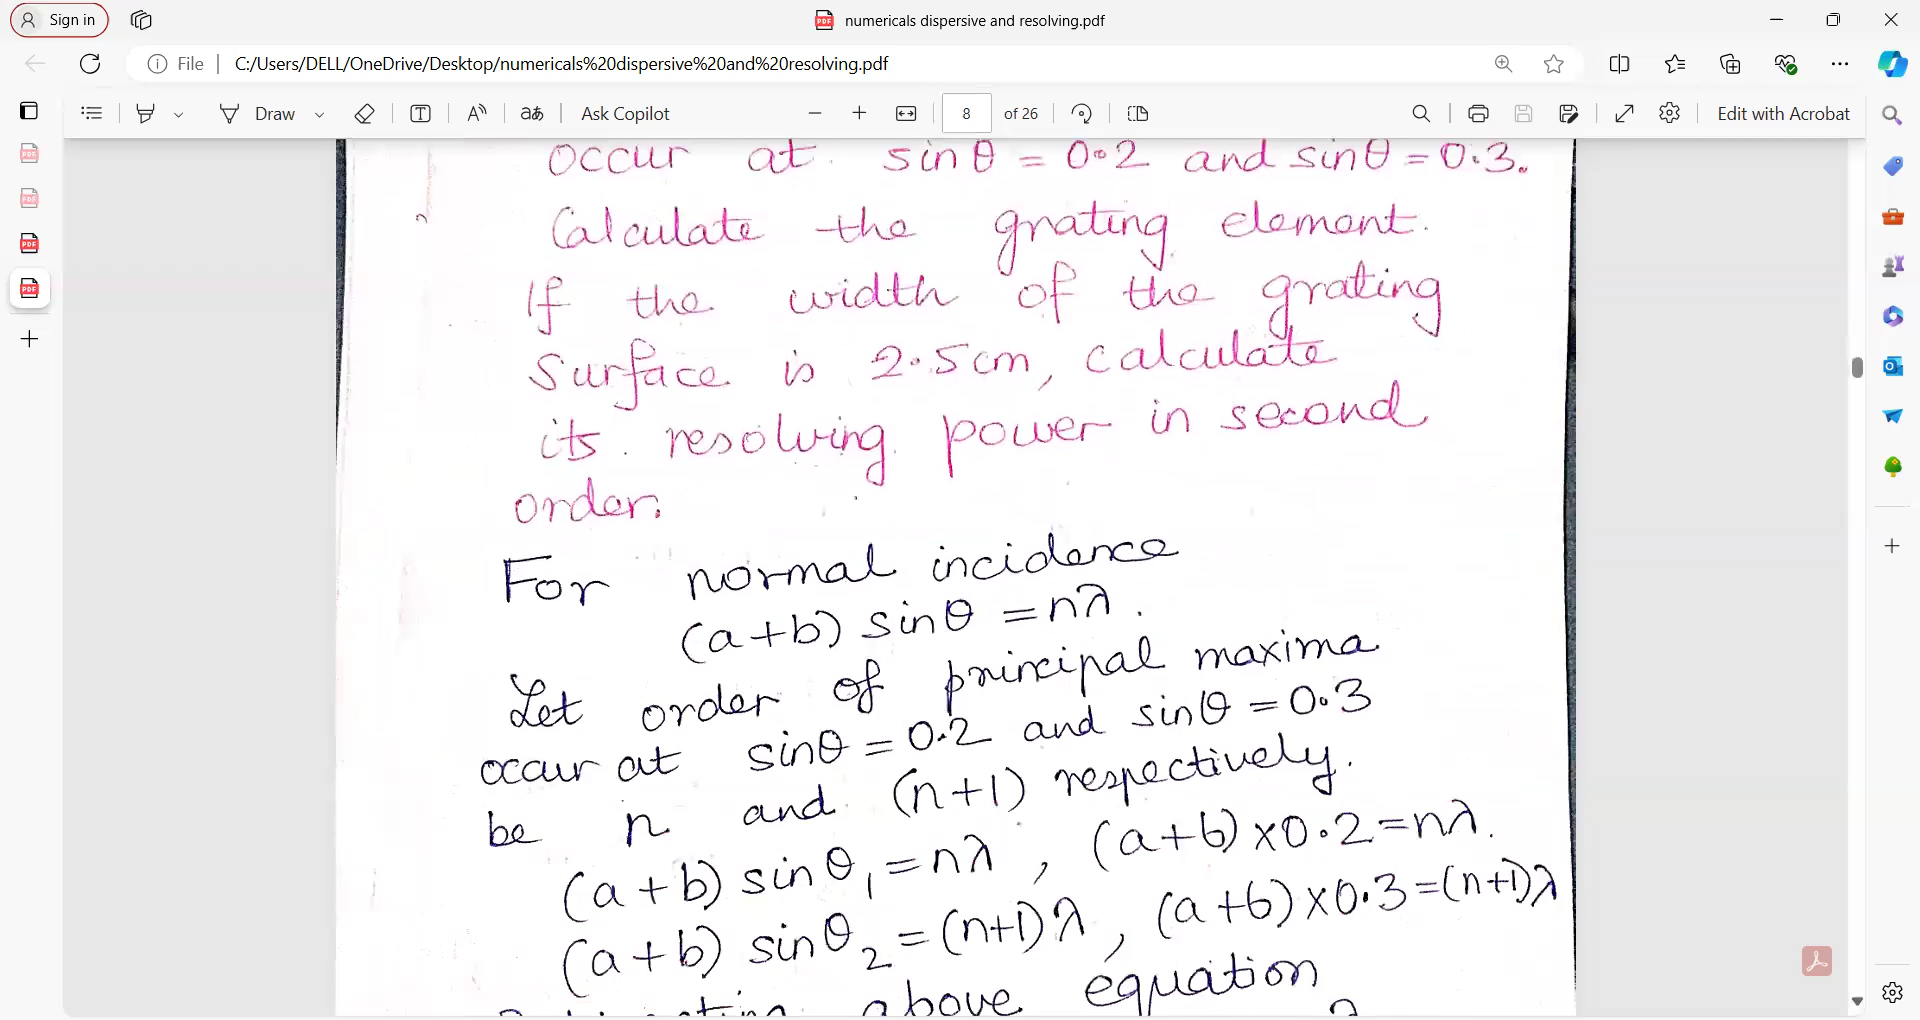 Sign in
numericals dispersive and resolving.pdf
File
C:/Users/DELL/OneDrive/Desktop/numericals%20dispersive%20and%20resolving.pdf
Draw
Ask Copilot
8 of 26
Edit with Acrobat
occur at sinθ = 0.2 and sinθ = 0.3.
Calculate the grating element.
If the width of the grating
surface is 2.5cm, calculate
its resolving power in second
order.
For normal incidence
(a+b) sinθ = nλ.
Let order of principal maxima
occur at sinθ = 0.2 and sinθ = 0.3
be n and (n+1) respectively.
(a+b) sinθ₁ = nλ, (a+b)×0.2=nλ.
(a+b) sinθ₂ = (n+1)λ, (a+b)×0.3=(n+1)λ
above equation